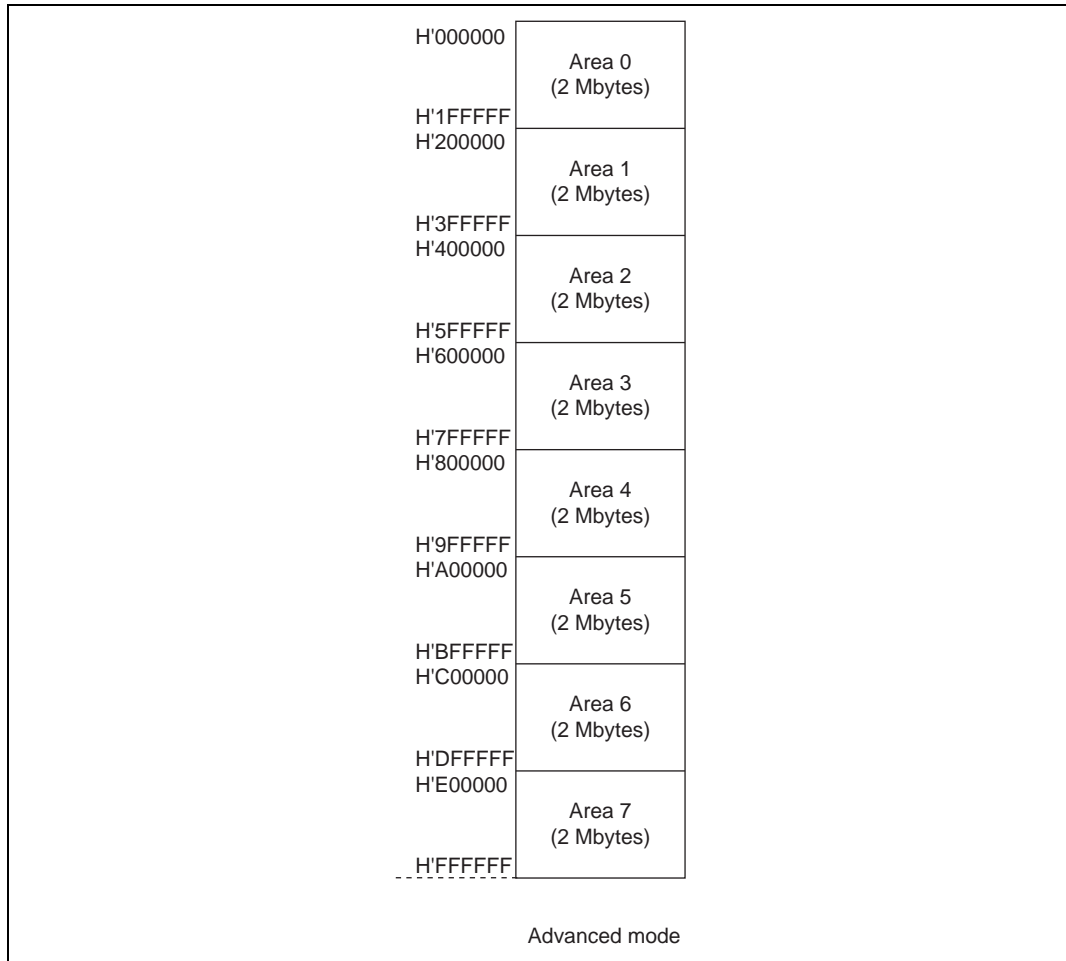 H'000000
Area 0
(2 Mbytes)
H'1FFFFF
H'200000
Area 1
(2 Mbytes)
H'3FFFFF
H'400000
Area 2
(2 Mbytes)
H'5FFFFF
H'600000
Area 3
(2 Mbytes)
H'7FFFFF
H'800000
Area 4
(2 Mbytes)
H'9FFFFF
H'A00000
Area 5
(2 Mbytes)
H'BFFFFF
H'C00000
Area 6
(2 Mbytes)
H'DFFFFF
H'E00000
Area 7
(2 Mbytes)
H'FFFFFF
Advanced mode